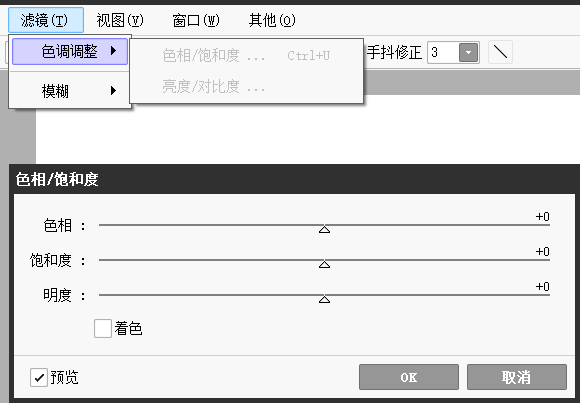 滤镜(T) 视图(V) 窗口(W) 其他(O)
色调调整 色相/饱和度 ... Ctrl+U 手抖修正 3
亮度/对比度 ...
模糊
色相/饱和度
色相 : +0
饱和度 : +0
明度 : +0
着色
预览 OK 取消